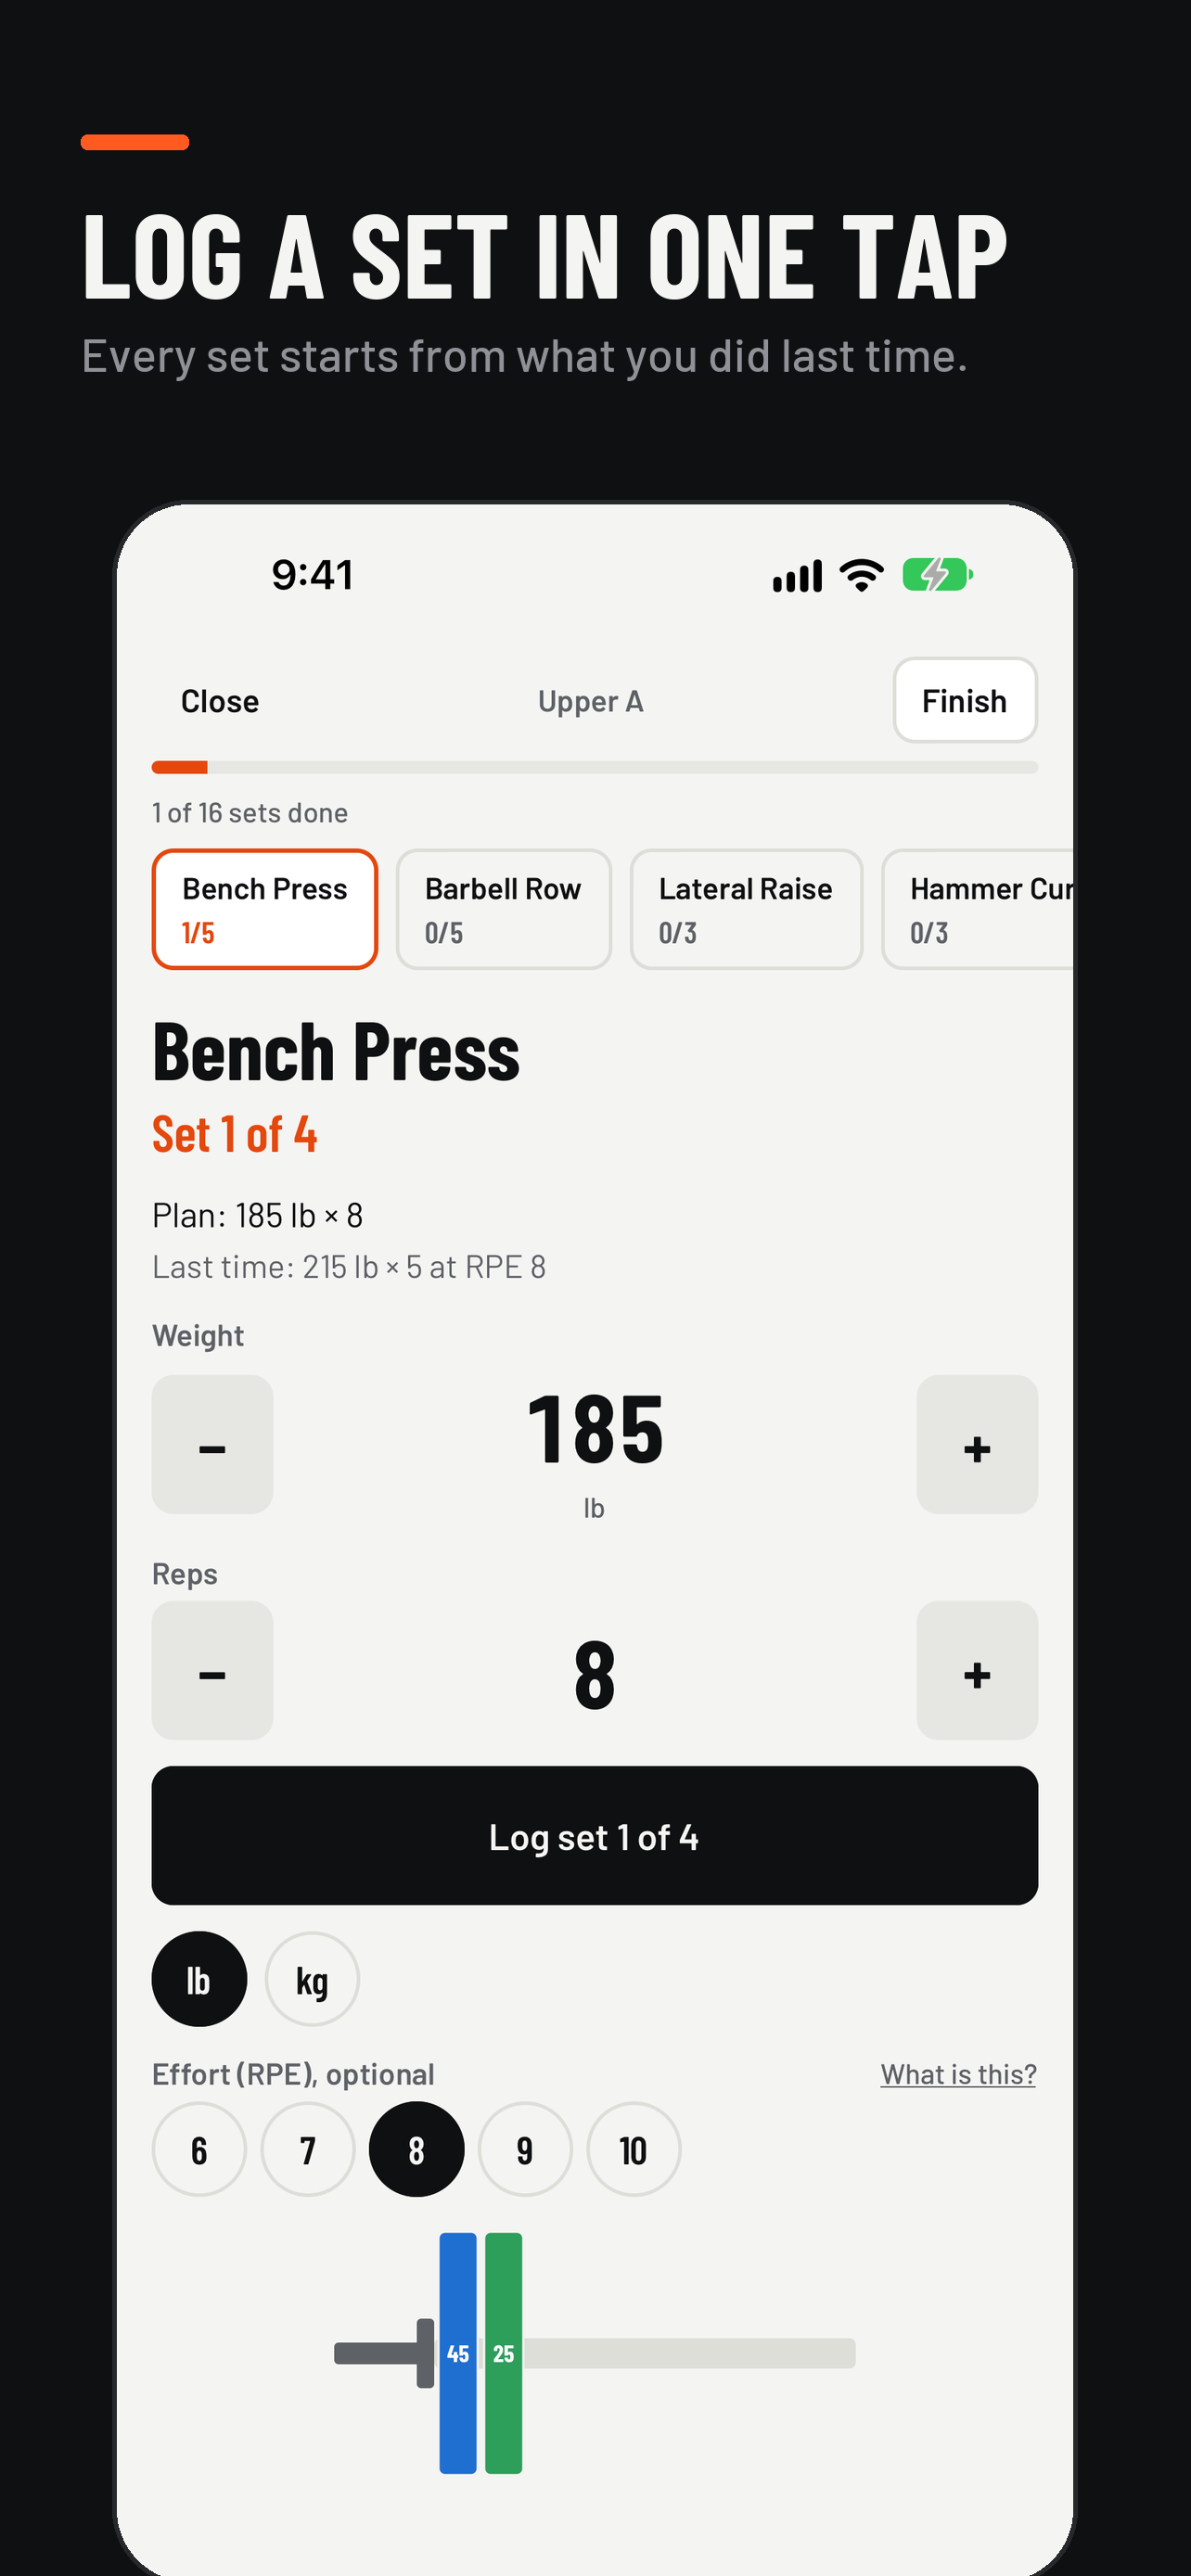 LOG A SET IN ONE TAP
Every set starts from what you did last time.
9:41
Close Upper A Finish
1 of 16 sets done
Bench Press Barbell Row Lateral Raise Hammer Cur
1/5 0/5 0/3 0/3
Bench Press
Set 1 of 4
Plan: 185 lb × 8
Last time: 215 lb × 5 at RPE 8
Weight
– 185 +
lb
Reps
– 8 +
Log set 1 of 4
lb kg
Effort (RPE), optional What is this?
6 7 8 9 10
45 25